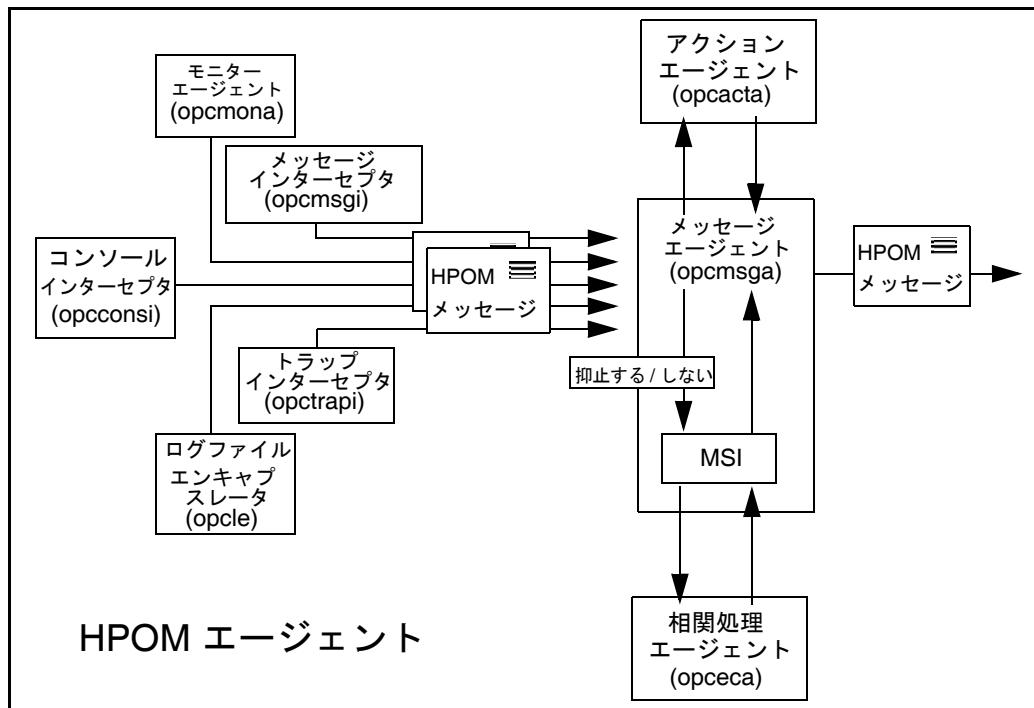 モニター
エージェント
(opcmona)
メッセージ
インターセプタ
(opcmsgi)
コンソール
インターセプタ
(opcconsi)
トラップ
インターセプタ
(opctrapi)
ログファイル
エンキャプ
スレータ
(opcle)
HPOM
メッセージ
アクション
エージェント
(opcacta)
メッセージ
エージェント
(opcmsga)
抑止する / しない
MSI
HPOM
メッセージ
相関処理
エージェント
(opceca)
HPOM エージェント